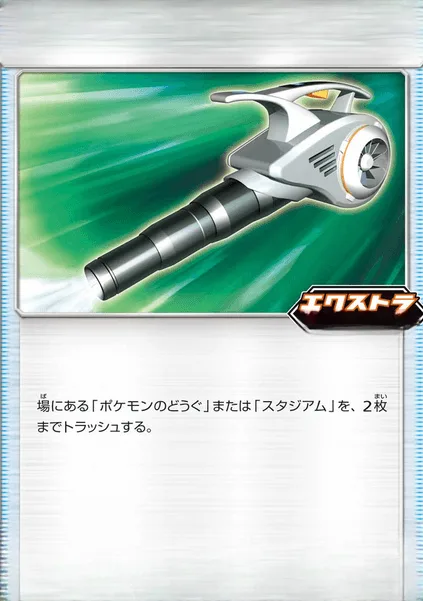 エクストラ
場にある「ポケモンのどうぐ」または「スタジアム」を、2枚
までトラッシュする。